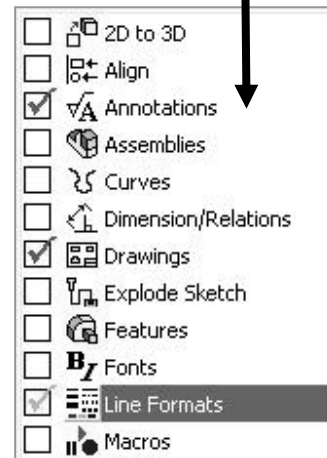 2D to 3D
Align
Annotations
Assemblies
Curves
Dimension/Relations
Drawings
Explode Sketch
Features
Fonts
Line Formats
Macros